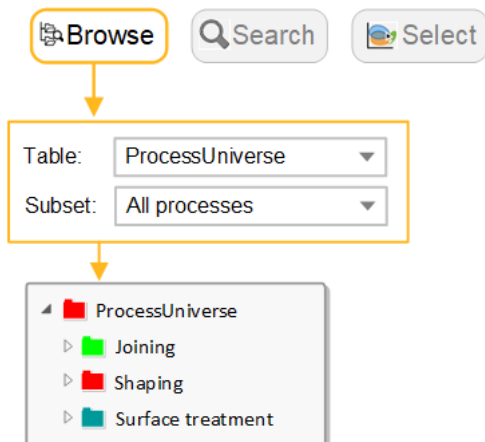 Browse Search Select
Table: ProcessUniverse
Subset: All processes
ProcessUniverse
Joining
Shaping
Surface treatment